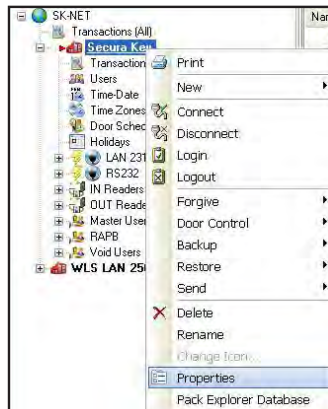 SK-NET
Nar
Transactions (All)
Secura Key
Transaction
Users
Time-Date
Time Zones
Door Sched
Holidays
LAN 231
RS232
IN Readers
OUT Reade
Master User
RAPB
Void Users
WLS LAN 250
Print
New
Connect
Disconnect
Login
Logout
Forgive
Door Control
Backup
Restore
Send
Delete
Rename
Change Icon...
Properties
Pack Explorer Database